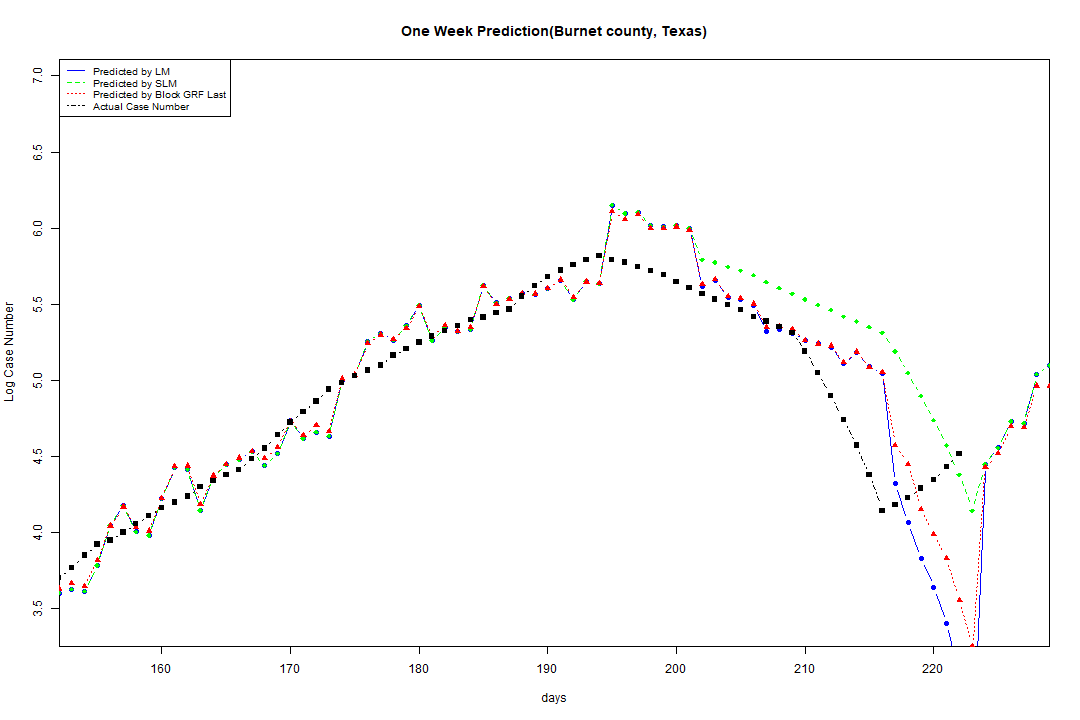 One Week Prediction(Burnet county, Texas)
Predicted by LM
Predicted by SLM
Predicted by Block GRF Last
Actual Case Number
7.0
6.5
6.0
5.5
5.0
4.5
4.0
3.5
Log Case Number
160 170 180 190 200 210 220
days